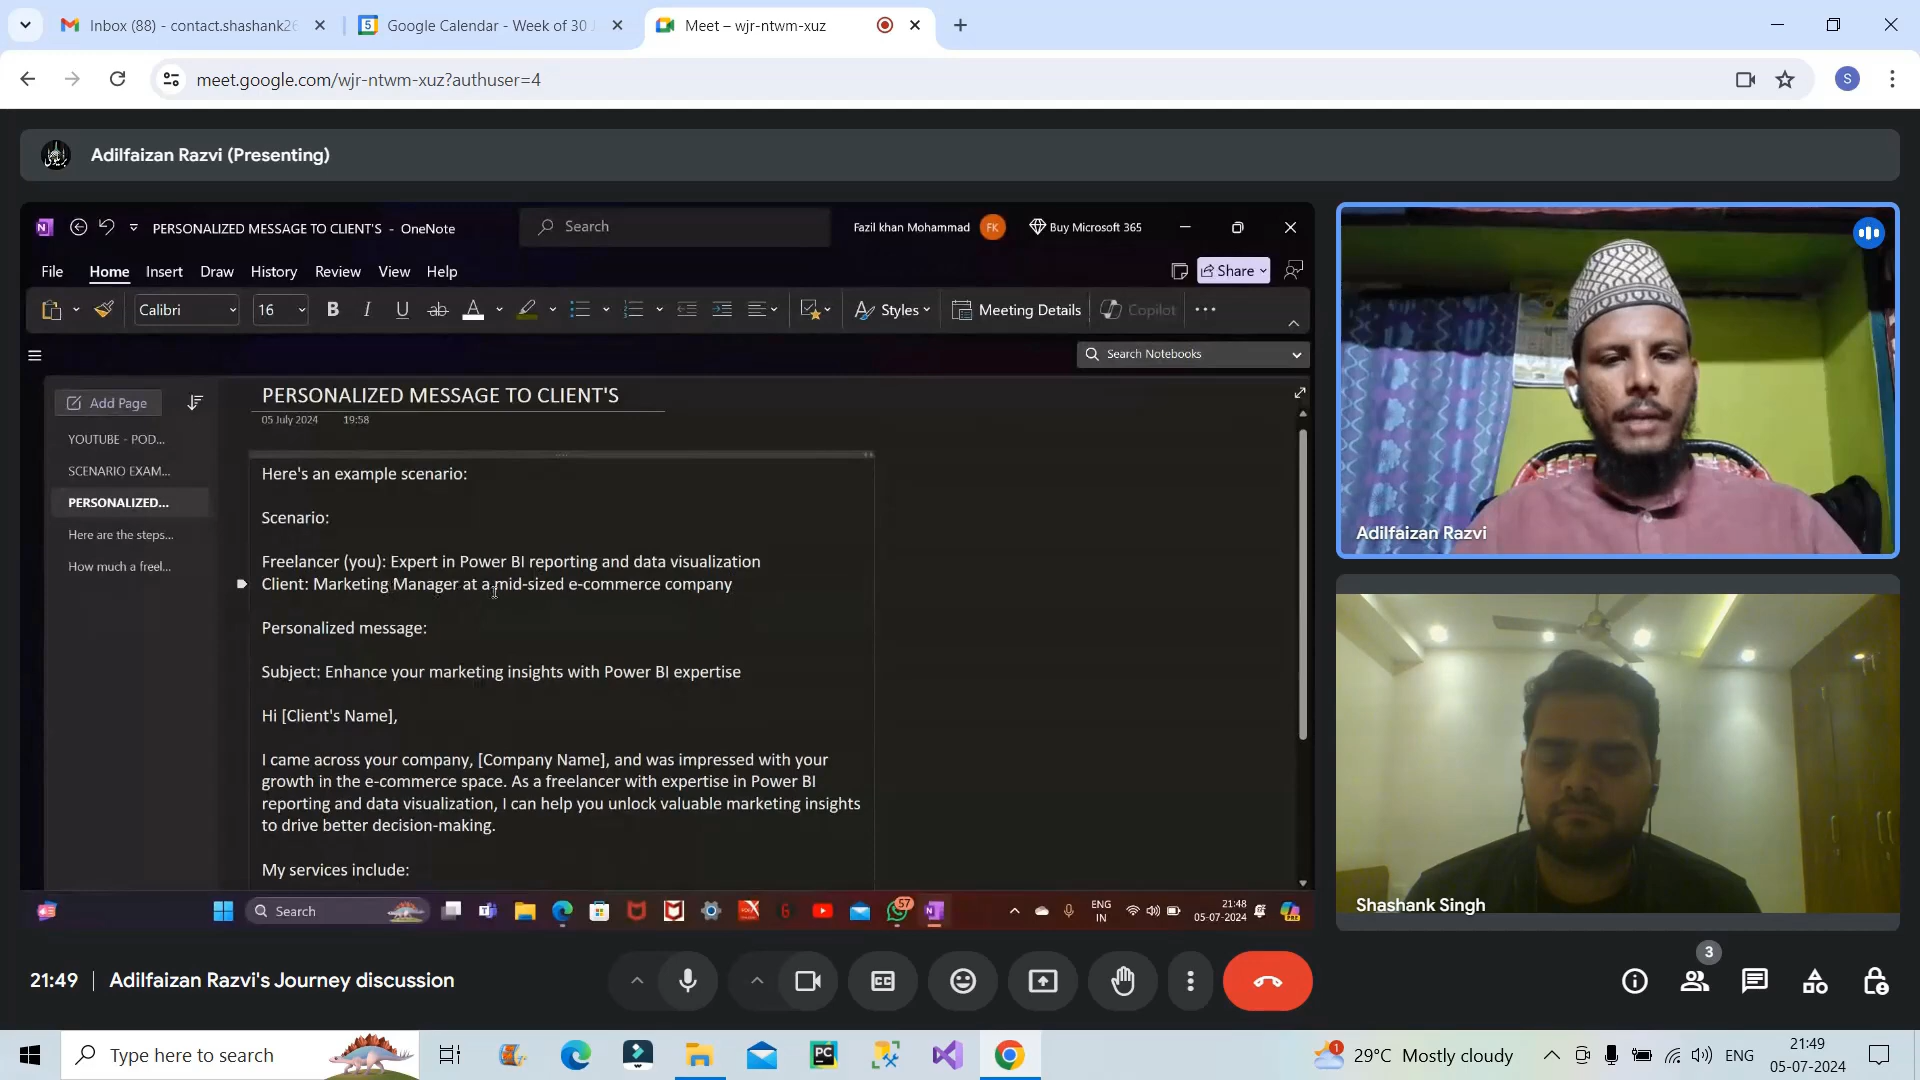 Inbox (88) - contact.shashank26
Google Calendar - Week of 30 J
Meet – wjr-ntwm-xuz
meet.google.com/wjr-ntwm-xuz?authuser=4
S
Adilfaizan Razvi (Presenting)
PERSONALIZED MESSAGE TO CLIENT'S - OneNote
Search
Fazil khan Mohammad
FK
Buy Microsoft 365
File Home Insert Draw History Review View Help
Share
Calibri
16
B I U ab A
Styles
Meeting Details
Copilot
Search Notebooks
Add Page
YOUTUBE - POD...
SCENARIO EXAM...
PERSONALIZED...
Here are the steps...
How much a freel...
PERSONALIZED MESSAGE TO CLIENT'S
05 July 2024 19:58
Here's an example scenario:
Scenario:
Freelancer (you): Expert in Power BI reporting and data visualization
Client: Marketing Manager at a mid-sized e-commerce company
Personalized message:
Subject: Enhance your marketing insights with Power BI expertise
Hi [Client's Name],
I came across your company, [Company Name], and was impressed with your
growth in the e-commerce space. As a freelancer with expertise in Power BI
reporting and data visualization, I can help you unlock valuable marketing insights
to drive better decision-making.
My services include:
Search
57
ENG
IN
21:48
05-07-2024
Adilfaizan Razvi
Shashank Singh
21:49 | Adilfaizan Razvi's Journey discussion
CC
3
Type here to search
PC
1
29°C Mostly cloudy
ENG
21:49
05-07-2024